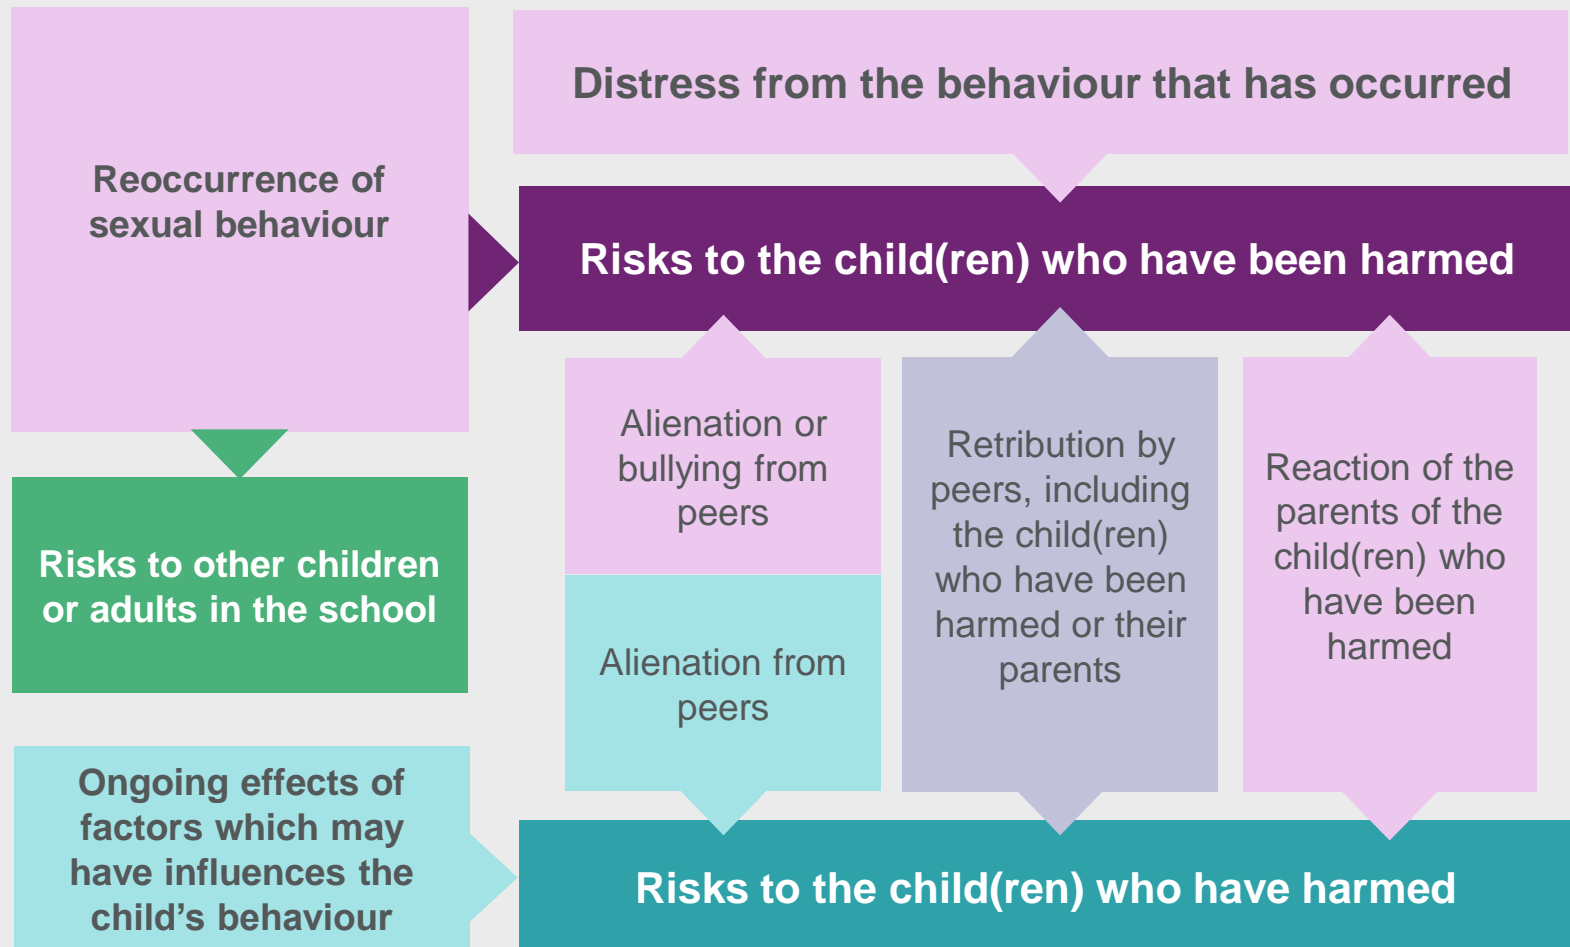 Reoccurrence of
sexual behaviour
Distress from the behaviour that has occurred
Risks to the child(ren) who have been harmed
Risks to other children
or adults in the school
Alienation or
bullying from
peers
Alienation from
peers
Retribution by
peers, including
the child(ren)
who have been
harmed or their
parents
Reaction of the
parents of the
child(ren) who
have been
harmed
Ongoing effects of
factors which may
have influences the
child’s behaviour
Risks to the child(ren) who have harmed